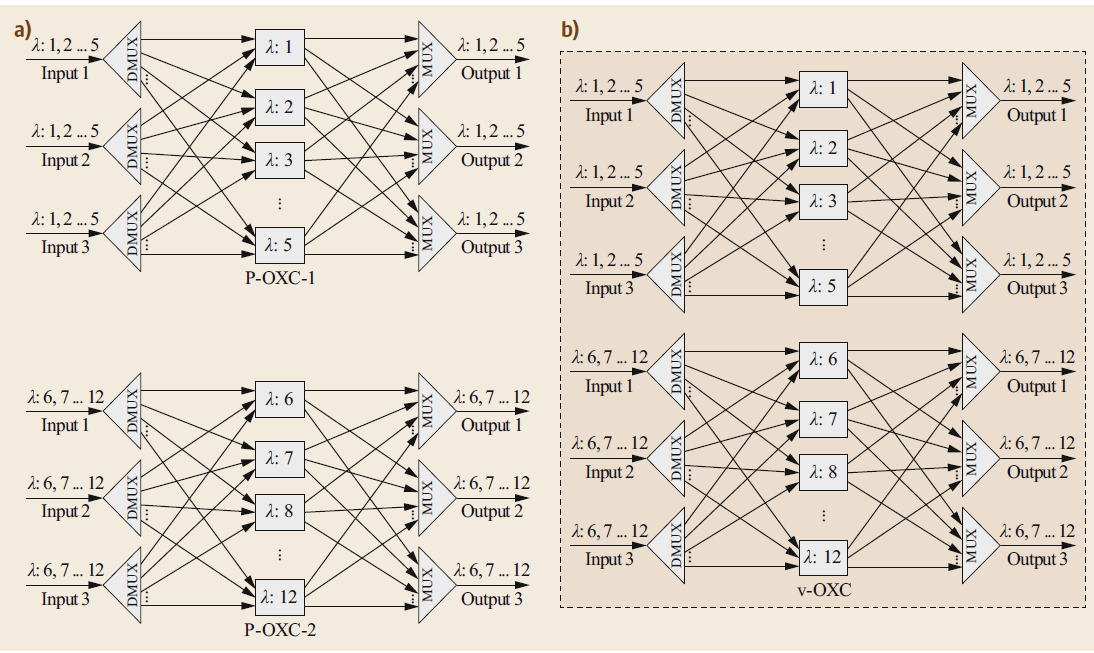 a)
λ: 1, 2 ... 5
Input 1
DMUX
λ: 1, 2 ... 5
Input 2
DMUX
λ: 1, 2 ... 5
Input 3
DMUX
λ: 1
λ: 2
λ: 3
...
λ: 5
P-OXC-1
MUX
λ: 1, 2 ... 5
Output 1
MUX
λ: 1, 2 ... 5
Output 2
MUX
λ: 1, 2 ... 5
Output 3
λ: 6, 7 ... 12
Input 1
DMUX
λ: 6, 7 ... 12
Input 2
DMUX
λ: 6, 7 ... 12
Input 3
DMUX
λ: 6
λ: 7
λ: 8
...
λ: 12
P-OXC-2
MUX
λ: 6, 7 ... 12
Output 1
MUX
λ: 6, 7 ... 12
Output 2
MUX
λ: 6, 7 ... 12
Output 3
b)
λ: 1, 2 ... 5
Input 1
DMUX
λ: 1, 2 ... 5
Input 2
DMUX
λ: 1, 2 ... 5
Input 3
DMUX
λ: 1
λ: 2
λ: 3
...
λ: 5
MUX
λ: 1, 2 ... 5
Output 1
MUX
λ: 1, 2 ... 5
Output 2
MUX
λ: 1, 2 ... 5
Output 3
λ: 6, 7 ... 12
Input 1
DMUX
λ: 6, 7 ... 12
Input 2
DMUX
λ: 6, 7 ... 12
Input 3
DMUX
λ: 6
λ: 7
λ: 8
...
λ: 12
v-OXC
MUX
λ: 6, 7 ... 12
Output 1
MUX
λ: 6, 7 ... 12
Output 2
MUX
λ: 6, 7 ... 12
Output 3